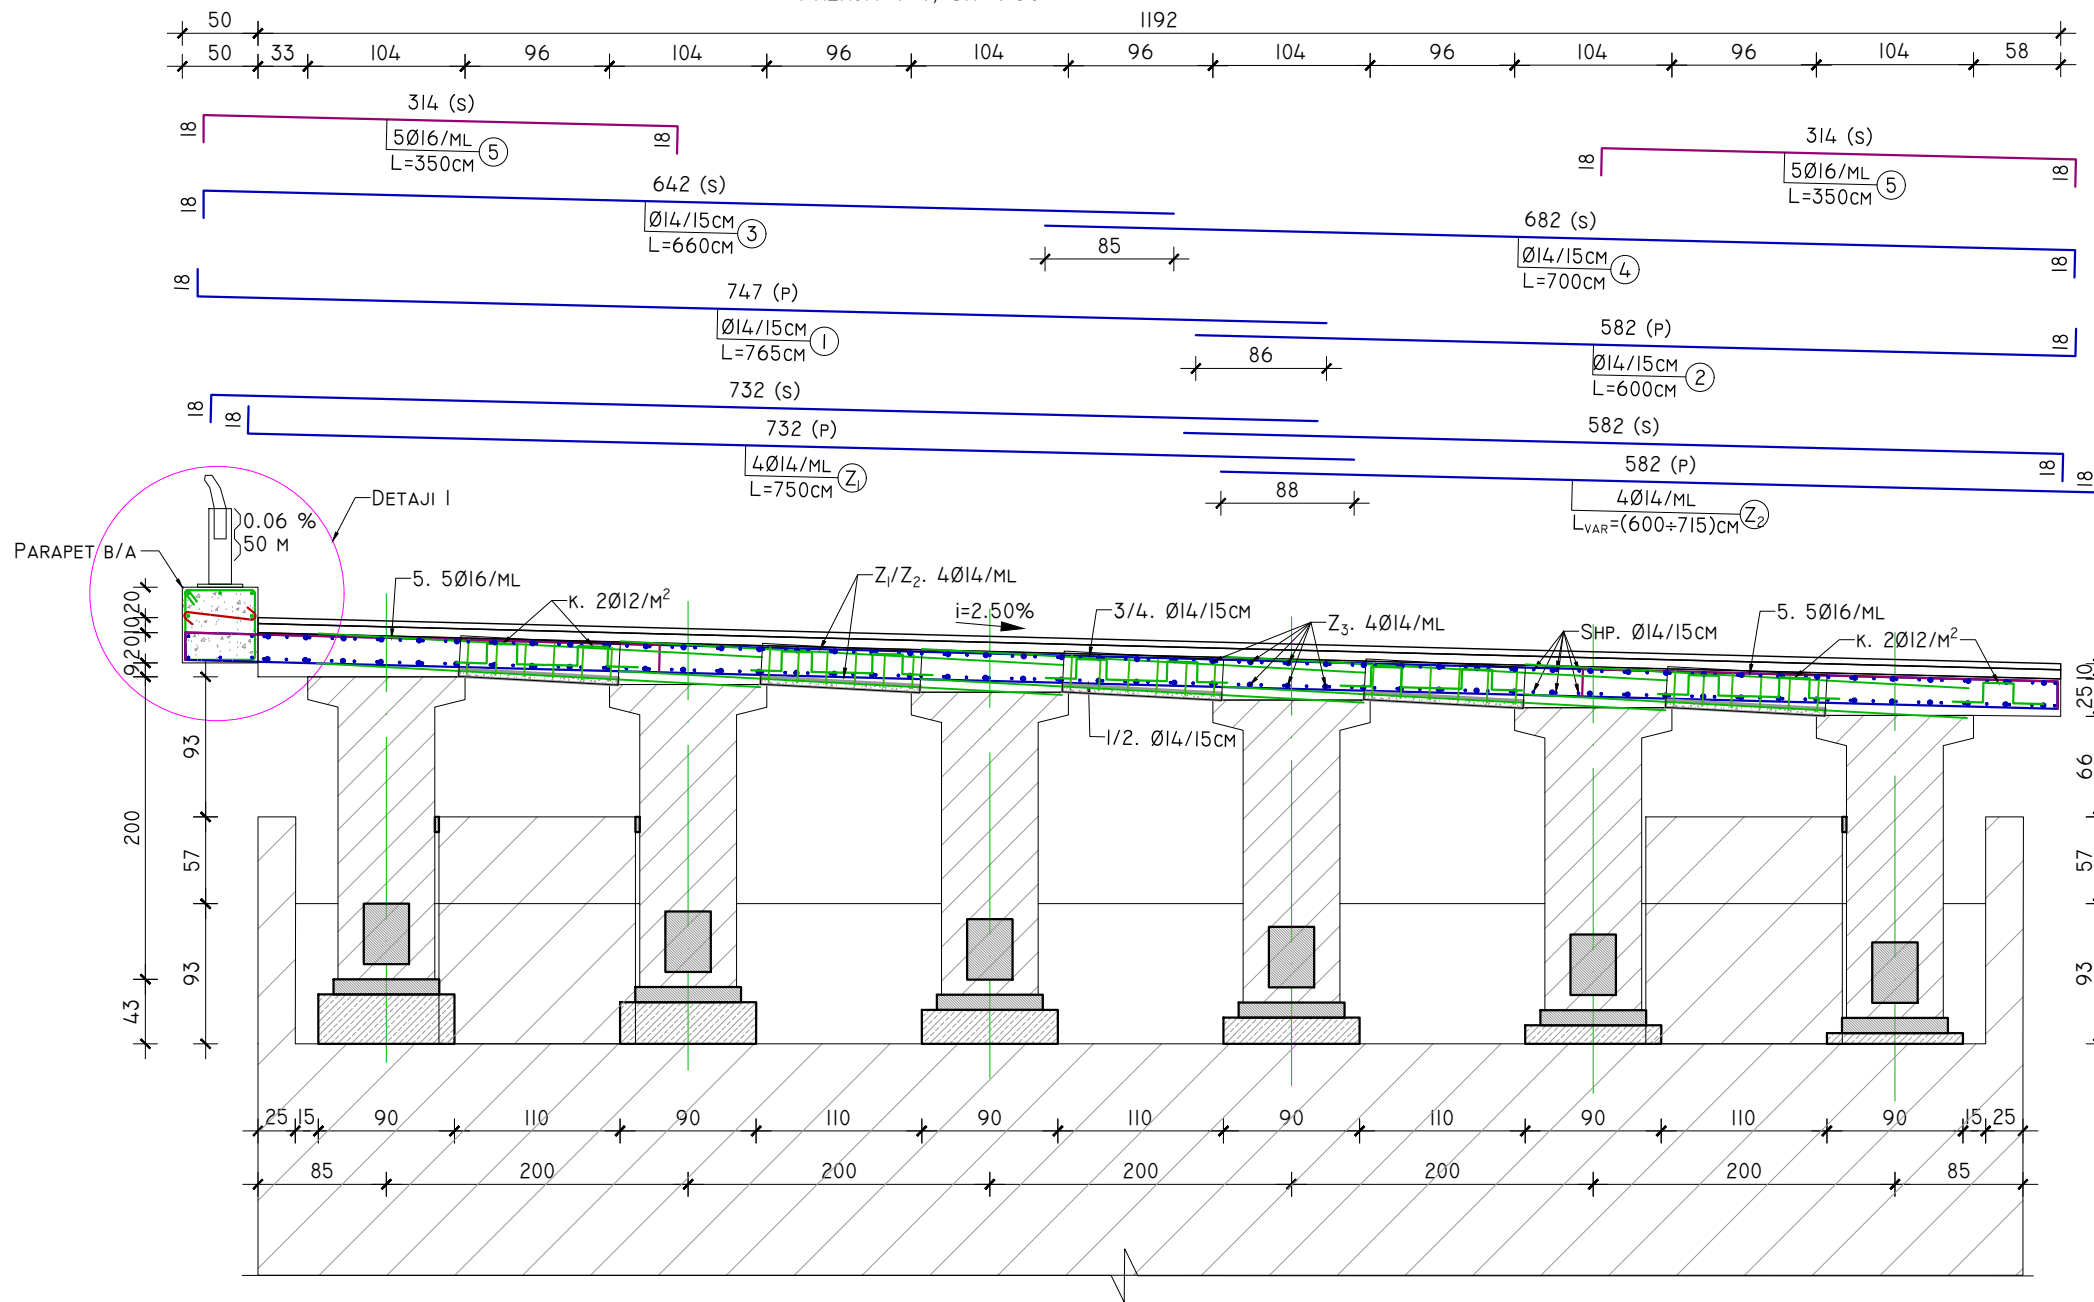 50 1192
50 33 104 96 104 96 104 96 104 96 104 96 104 58
314 (S)
18 18
5Ø16/ML 5
L=350CM
314 (S)
18 18
5Ø16/ML 5
L=350CM
642 (S)
18
Ø14/15CM 3
L=660CM
682 (S)
18
85
Ø14/15CM 4
L=700CM
747 (P)
18
Ø14/15CM 1
L=765CM
582 (P)
18
86
Ø14/15CM 2
L=600CM
732 (S)
18
732 (P)
18
4Ø14/ML Z1
L=750CM
582 (S)
18
582 (P)
18
88
4Ø14/ML Z2
LVAR=(600÷715)CM
DETAJI 1
0.06 %
50 M
PARAPET B/A
5. 5Ø16/ML
K. 2Ø12/M²
Z1/Z2. 4Ø14/ML
i=2.50%
3/4. Ø14/15CM
Z3. 4Ø14/ML
SHP. Ø14/15CM
5. 5Ø16/ML
K. 2Ø12/M²
1/2. Ø14/15CM
20
10
20
9
200
43
93
57
93
10
25
66
57
93
25 15 90 110 90 110 90 110 90 110 90 110 90 15 25
85 200 200 200 200 200 85